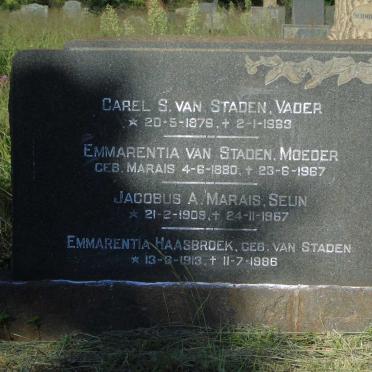 Carel S. van Staden, Vader
* 20-5-1876, † 2-1-1963
Emmarentia van Staden, Moeder
geb. Marais 4-6-1880, † 23-6-1967
Jacobus A. Marais, Seun
* 21-2-1909, † 24-11-1967
Emmarentia Haasbroek, geb. van Staden
* 13-9-1913, † 11-7-1986